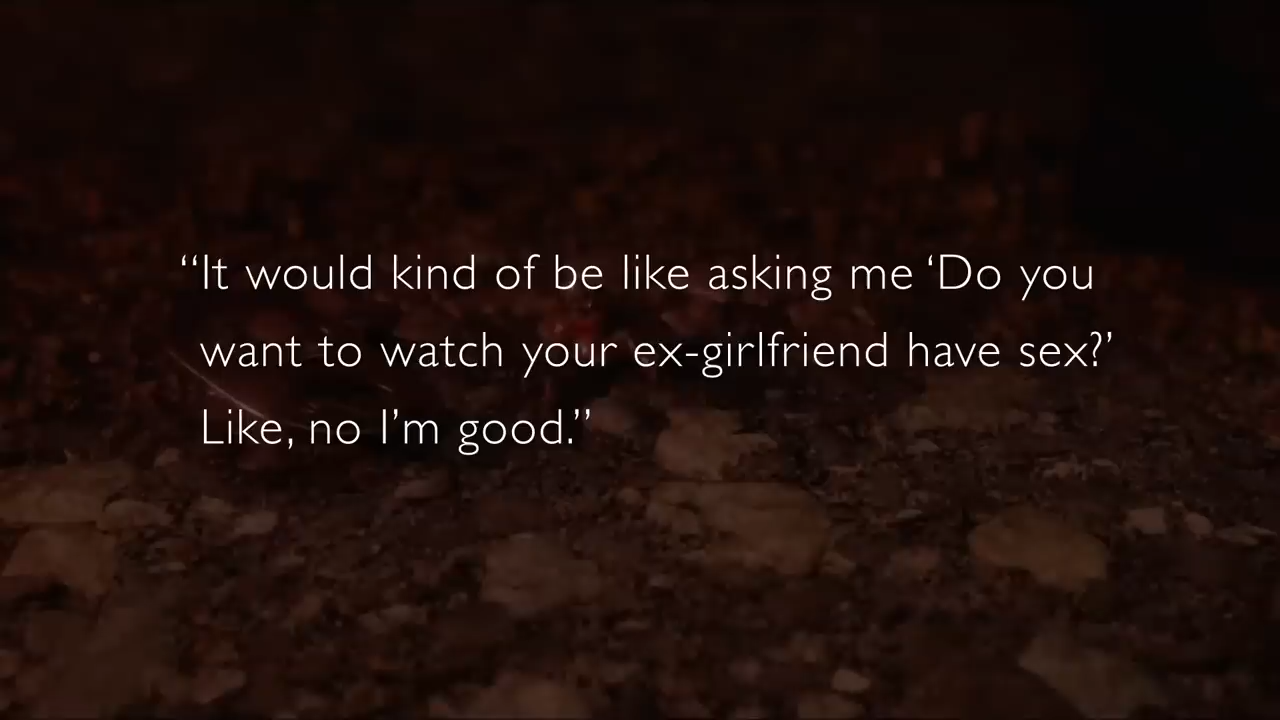 “It would kind of be like asking me ‘Do you
want to watch your ex-girlfriend have sex?’
Like, no I’m good.”